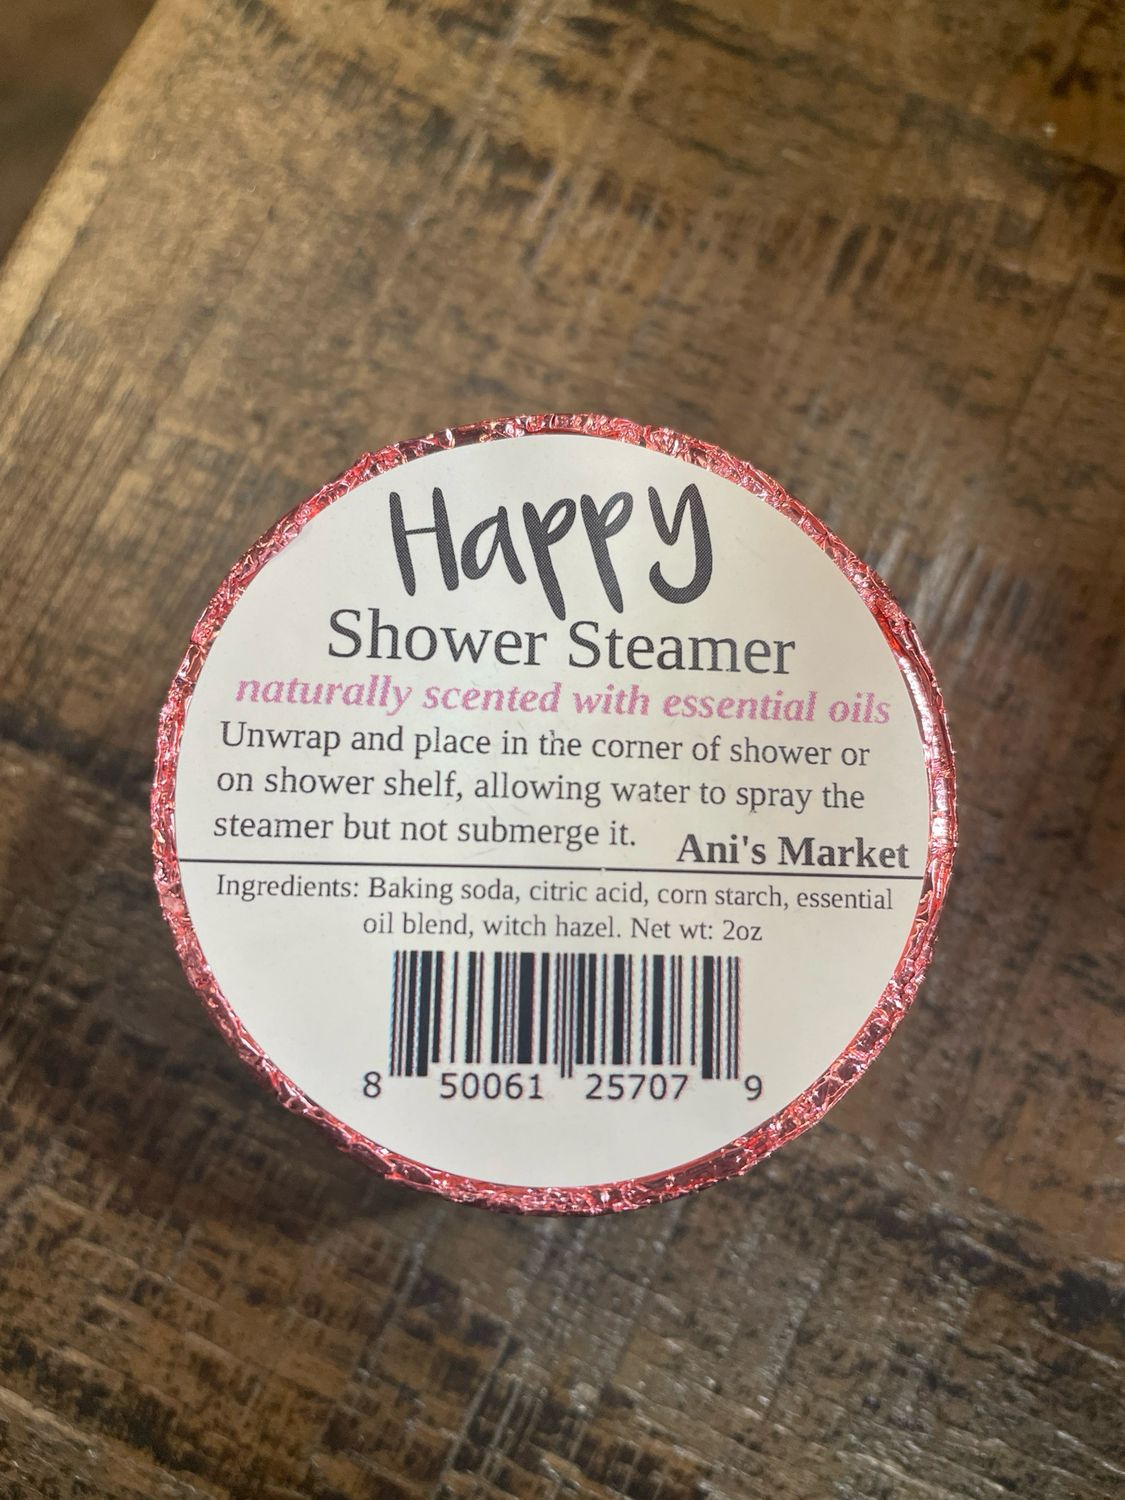 Happy
Shower Steamer
naturally scented with essential oils
Unwrap and place in the corner of shower or
on shower shelf, allowing water to spray the
steamer but not submerge it.
Ani's Market
Ingredients: Baking soda, citric acid, corn starch, essential
oil blend, witch hazel. Net wt: 2oz
8 50061 25707 9